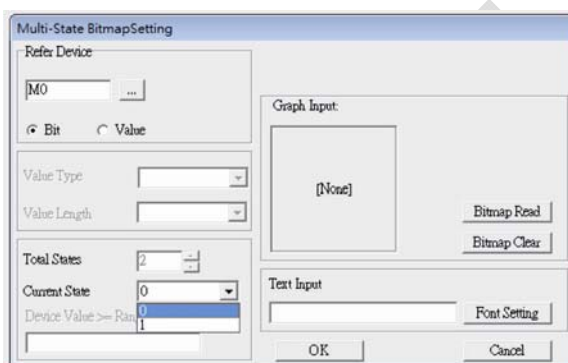 Multi-State BitmapSetting
Refer Device
M0
...
Bit Value
Value Type
Value Length
Total States 2
Current State 0
0
1
Device Value >=
Graph Input:
[None]
Bitmap Read
Bitmap Clear
Text Input
Font Setting
OK Cancel